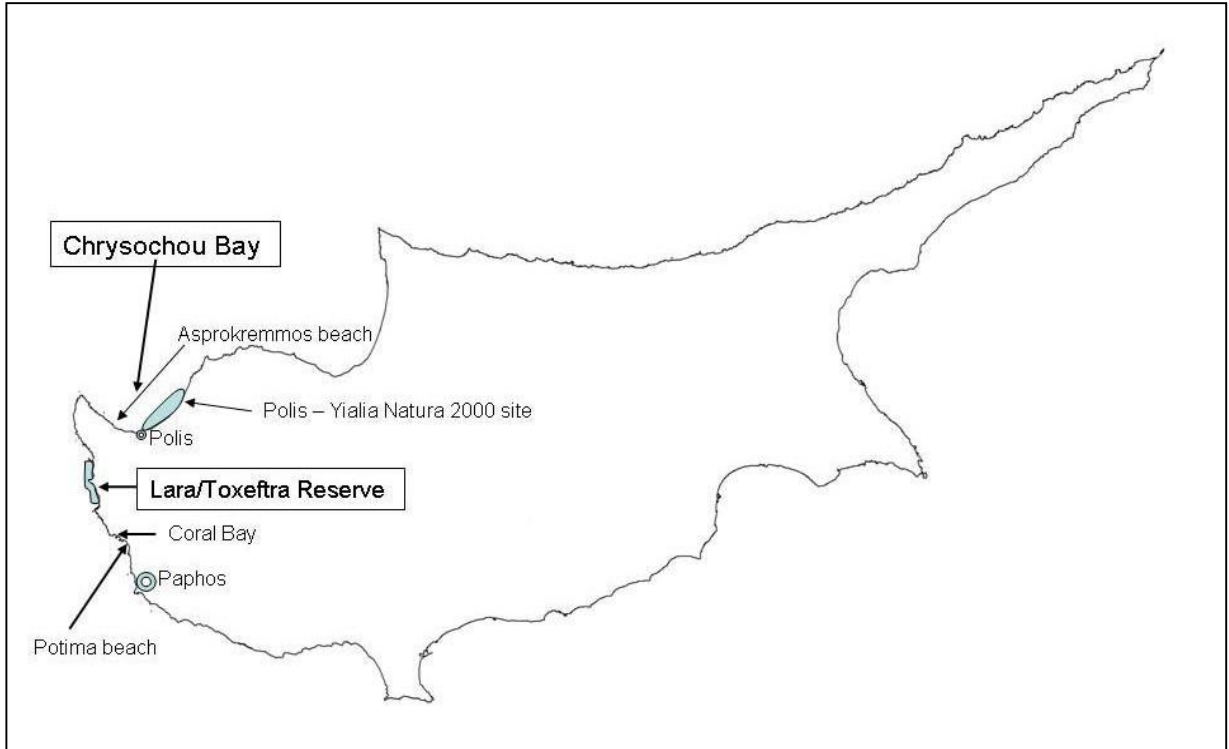 Chrysochou Bay
Asprokremmos beach
Polis – Yialia Natura 2000 site
Polis
Lara/Toxeftra Reserve
Coral Bay
Paphos
Potima beach